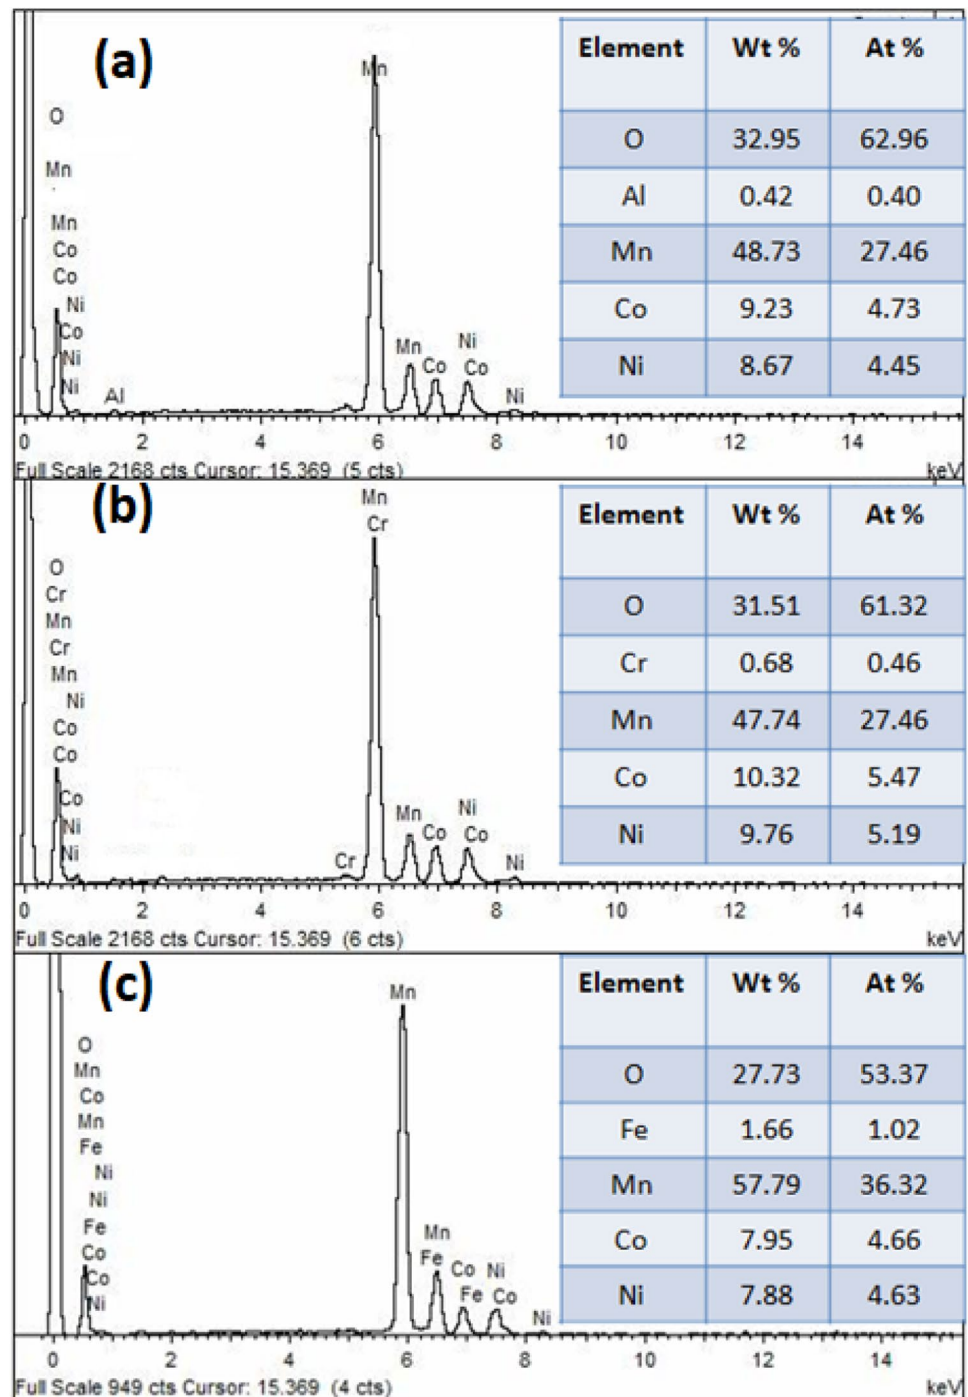 (a)
Mn
O
Mn
Mn
Co
Co
Ni
Co
Ni
Ni
Al
Mn
Co
Ni
Co
Ni
Element Wt % At %
O 32.95 62.96
Al 0.42 0.40
Mn 48.73 27.46
Co 9.23 4.73
Ni 8.67 4.45
0 2 4 6 8 10 12 14
Full Scale 2168 cts Cursor: 15.369 (5 cts) keV
(b)
Mn
Cr
O
Cr
Mn
Cr
Mn
Ni
Co
Co
Co
Ni
Ni
Cr
Mn
Co
Ni
Co
Ni
Element Wt % At %
O 31.51 61.32
Cr 0.68 0.46
Mn 47.74 27.46
Co 10.32 5.47
Ni 9.76 5.19
0 2 4 6 8 10 12 14
Full Scale 2168 cts Cursor: 15.369 (6 cts) keV
(c)
Mn
O
Mn
Co
Mn
Fe
Ni
Ni
Fe
Co
Co
Ni
Mn
Fe
Co
Fe
Ni
Co
Ni
Element Wt % At %
O 27.73 53.37
Fe 1.66 1.02
Mn 57.79 36.32
Co 7.95 4.66
Ni 7.88 4.63
0 2 4 6 8 10 12 14
Full Scale 949 cts Cursor: 15.369 (4 cts) keV